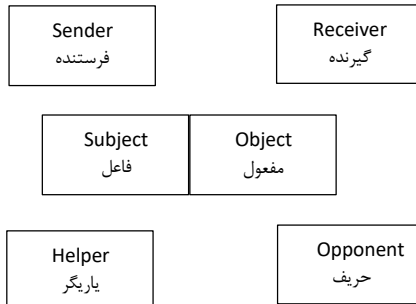 Sender
فرستنده
Receiver
گیرنده
Subject
فاعل
Object
مفعول
Helper
یاریگر
Opponent
حریف